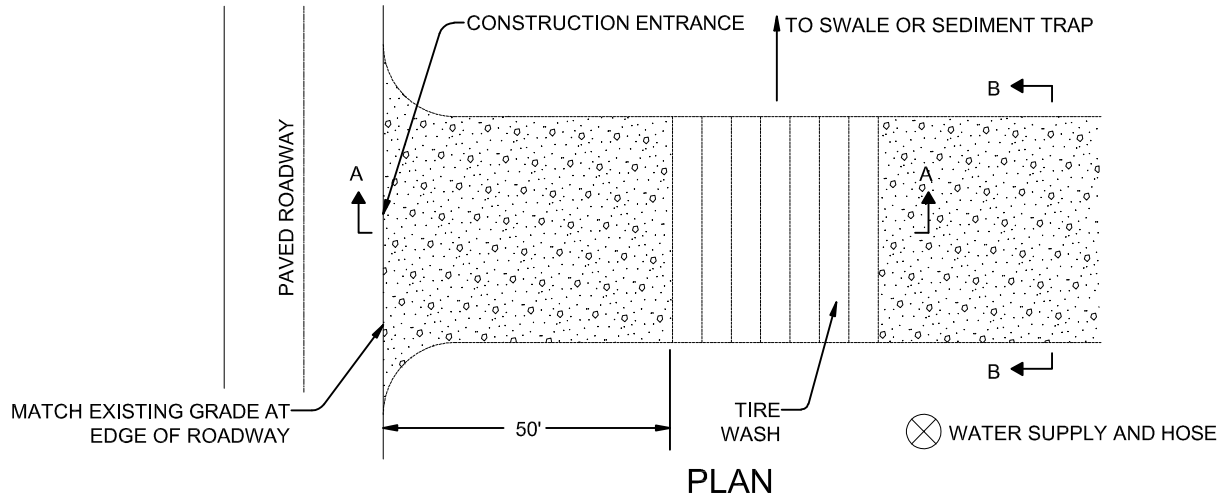 CONSTRUCTION ENTRANCE
TO SWALE OR SEDIMENT TRAP
B
PAVED ROADWAY
A
A
B
MATCH EXISTING GRADE AT
EDGE OF ROADWAY
50'
TIRE
WASH
WATER SUPPLY AND HOSE
PLAN